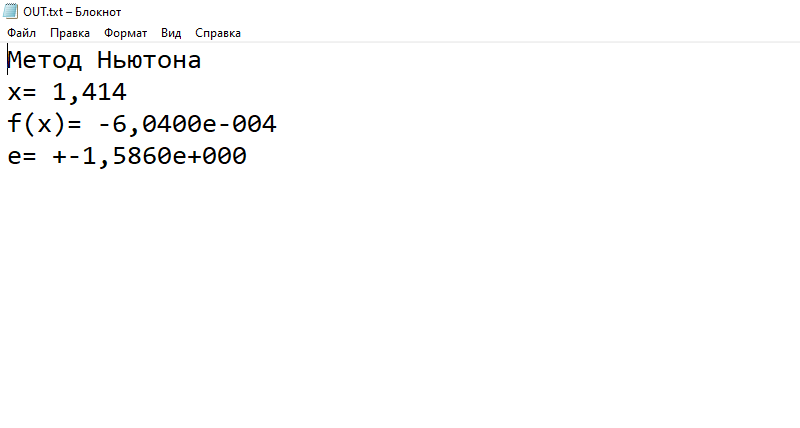 OUT.txt – Блокнот
Файл Правка Формат Вид Справка
Метод Ньютона
x= 1,414
f(x)= -6,0400e-004
e= +-1,5860e+000